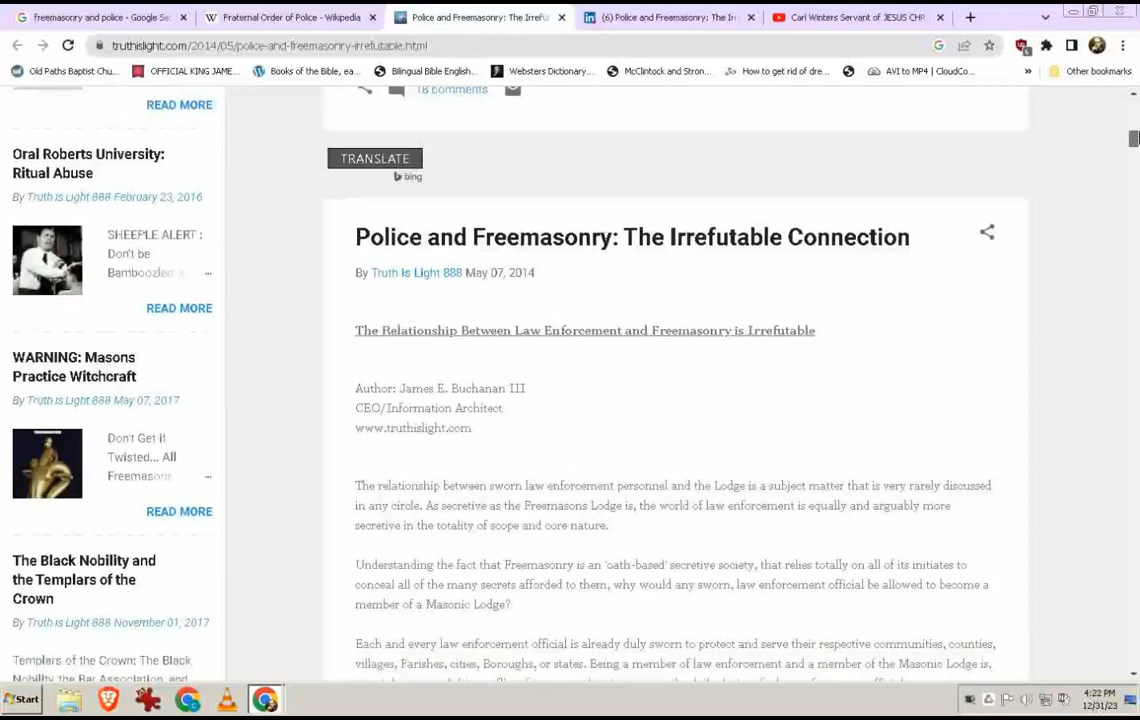 freemasonry and police - Google Se
Fraternal Order of Police - Wikipedia
Police and Freemasonry: The Irrefut
(6) Police and Freemasonry: The Irr
Carl Winters Servant of JESUS CHR
truthislight.com/2014/05/police-and-freemasonry-irrefutable.html
Old Paths Baptist Chu...
OFFICIAL KING JAME...
Books of the Bible, ea...
Bilingual Bible English...
Websters Dictionary...
McClintock and Stron...
How to get rid of dre...
AVI to MP4 | CloudCo...
»
Other bookmarks
READ MORE
Oral Roberts University:
Ritual Abuse
By Truth is Light 888 February 23, 2016
SHEEPLE ALERT :
Don't be
Bamboozled
READ MORE
WARNING: Masons
Practice Witchcraft
By Truth is Light 888 May 07, 2017
Don't Get It
Twisted... All
Freemasons
READ MORE
The Black Nobility and
the Templars of the
Crown
By Truth is Light 888 November 01, 2017
Templars of the Crown: The Black
Nobility the Bar Association, and
18 comments
TRANSLATE
bing
Police and Freemasonry: The Irrefutable Connection
By Truth is Light 888 May 07, 2014
The Relationship Between Law Enforcement and Freemasonry is Irrefutable
Author: James E. Buchanan III
CEO/Information Architect
www.truthislight.com
The relationship between sworn law enforcement personnel and the Lodge is a subject matter that is very rarely discussed
in any circle. As secretive as the Freemasons Lodge is, the world of law enforcement is equally and arguably more
secretive in the totality of scope and core nature.
Understanding the fact that Freemasonry is an 'oath-based' secretive society, that relies totally on all of its initiates to
conceal all of the many secrets afforded to them, why would any sworn, law enforcement official be allowed to become a
member of a Masonic Lodge?
Each and every law enforcement official is already duly sworn to protect and serve their respective communities, counties,
villages, Parishes, cities, Boroughs, or states. Being a member of law enforcement and a member of the Masonic Lodge is,
Start
4:22 PM
12/31/23